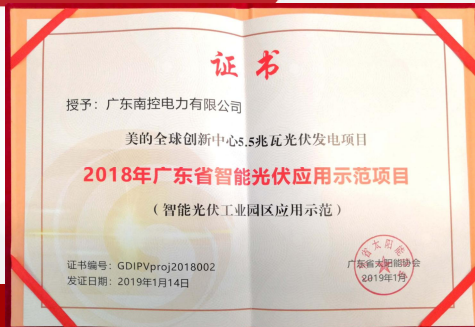 证书
授予：广东南控电力有限公司
美的全球创新中心5.5兆瓦光伏发电项目
2018年广东省智能光伏应用示范项目
（智能光伏工业园区应用示范）
证书编号：GDIPVproj2018002
发证日期：2019年1月14日
广东省太阳能协会
2019年1月